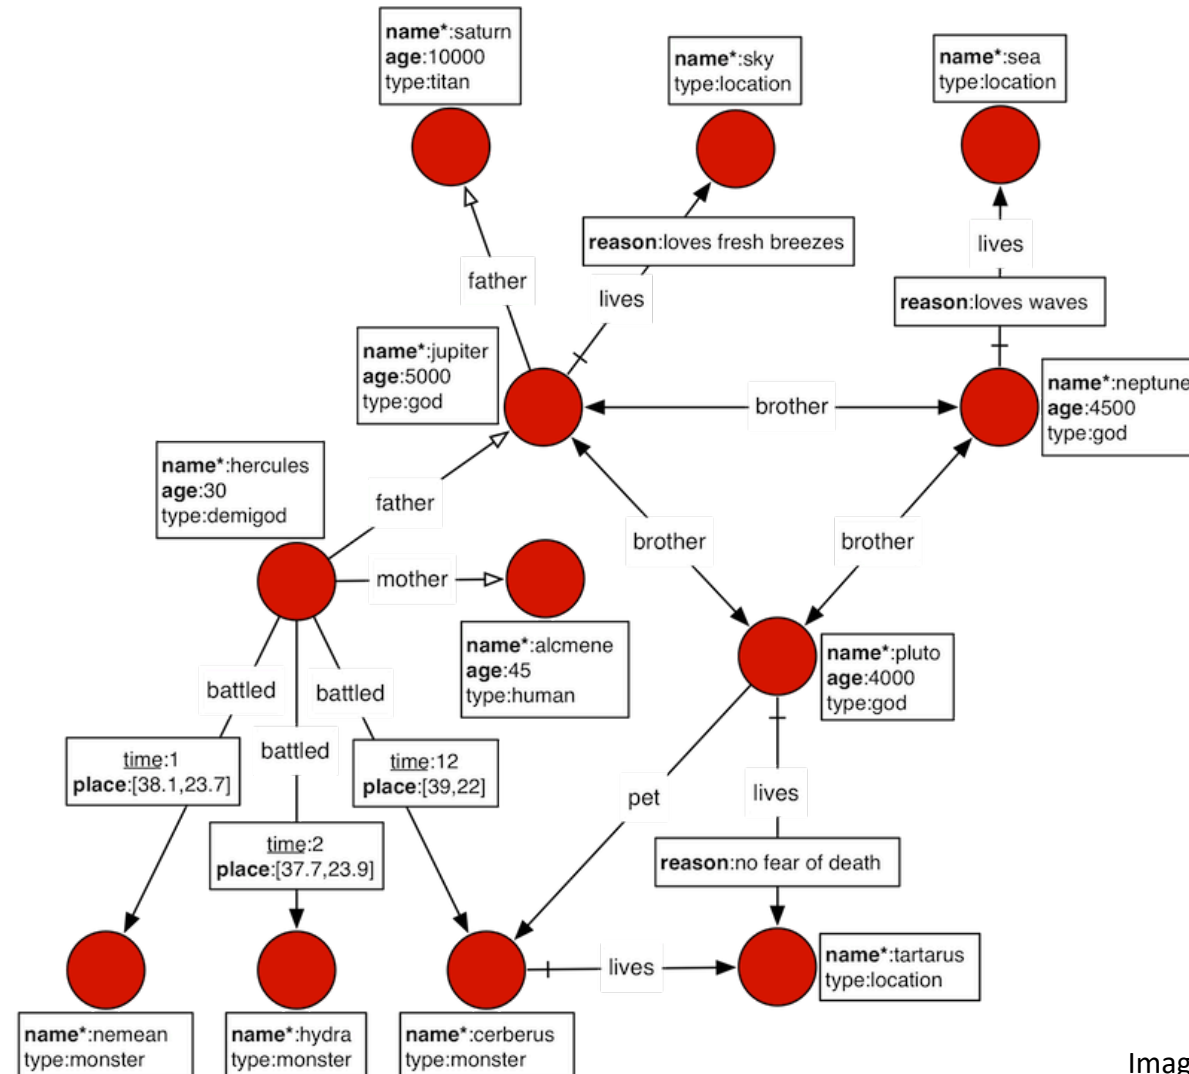 name*:saturn
age:10000
type:titan
name*:sky
type:location
name*:sea
type:location
reason:loves fresh breezes
lives
father
lives
reason:loves waves
name*:jupiter
age:5000
type:god
brother
name*:neptune
age:4500
type:god
name*:hercules
age:30
type:demigod
father
brother
brother
mother
name*:alcmene
age:45
type:human
name*:pluto
age:4000
type:god
battled
battled
battled
time:1
place:[38.1,23.7]
time:12
place:[39,22]
pet
lives
time:2
place:[37.7,23.9]
reason:no fear of death
lives
name*:tartarus
type:location
name*:nemean
type:monster
name*:hydra
type:monster
name*:cerberus
type:monster
Imag